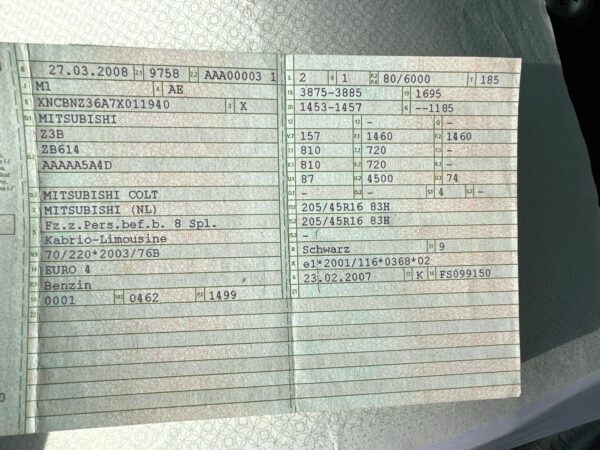 27.03.2008 9758 AAA00003 1
M1 AE
XNCBNZ36A7X011940 X
MITSUBISHI
Z3B
ZB614
AAAAA5A4D
MITSUBISHI COLT
MITSUBISHI (NL)
Fz.z.Pers.bef.b. 8 Spl.
Kabrio-Limousine
70/220*2003/76B
EURO 4
Benzin
0001 0462 1499
2 1 80/6000 185
3875-3885 1695
1453-1457 --1185
- -
157 1460 1460
810 720 -
810 720 -
87 4500 74
- - 4 -
205/45R16 83H
205/45R16 83H
-
Schwarz 9
e1*2001/116*0368*02
23.02.2007 K FS099150